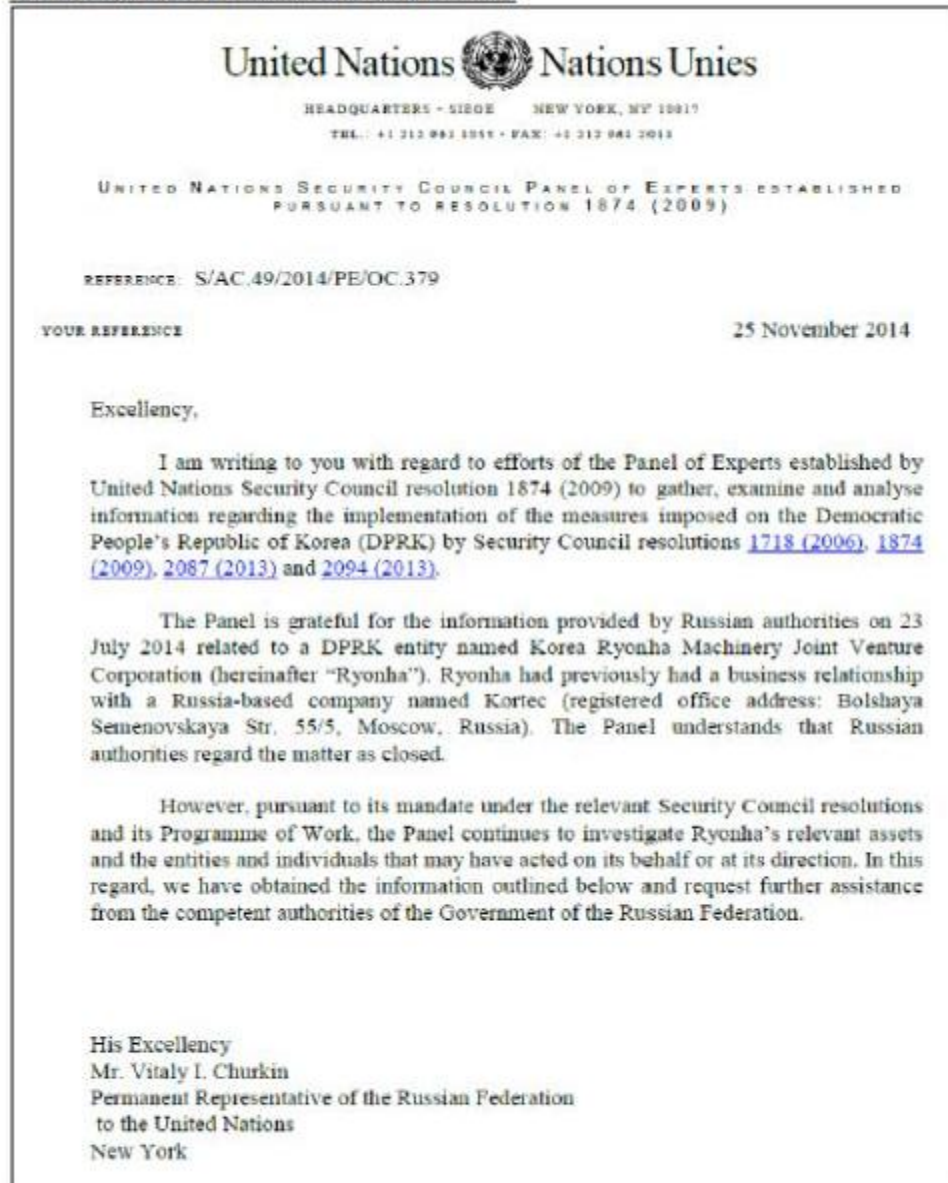 United Nations Nations Unies
HEADQUARTERS - SIEGE NEW YORK, NY 10017
TEL.: +1 212 963 1055 - FAX: +1 212 963 2013
UNITED NATIONS SECURITY COUNCIL PANEL OF EXPERTS ESTABLISHED
PURSUANT TO RESOLUTION 1874 (2009)
REFERENCE: S/AC.49/2014/PE/OC.379
YOUR REFERENCE 25 November 2014
Excellency,
I am writing to you with regard to efforts of the Panel of Experts established by
United Nations Security Council resolution 1874 (2009) to gather, examine and analyse
information regarding the implementation of the measures imposed on the Democratic
People's Republic of Korea (DPRK) by Security Council resolutions 1718 (2006), 1874
(2009), 2087 (2013) and 2094 (2013).
The Panel is grateful for the information provided by Russian authorities on 23
July 2014 related to a DPRK entity named Korea Ryonha Machinery Joint Venture
Corporation (hereinafter “Ryonha”). Ryonha had previously had a business relationship
with a Russia-based company named Kortec (registered office address: Bolshaya
Semenovskaya Str. 55/5, Moscow, Russia). The Panel understands that Russian
authorities regard the matter as closed.
However, pursuant to its mandate under the relevant Security Council resolutions
and its Programme of Work, the Panel continues to investigate Ryonha's relevant assets
and the entities and individuals that may have acted on its behalf or at its direction. In this
regard, we have obtained the information outlined below and request further assistance
from the competent authorities of the Government of the Russian Federation.
His Excellency
Mr. Vitaly I. Churkin
Permanent Representative of the Russian Federation
to the United Nations
New York